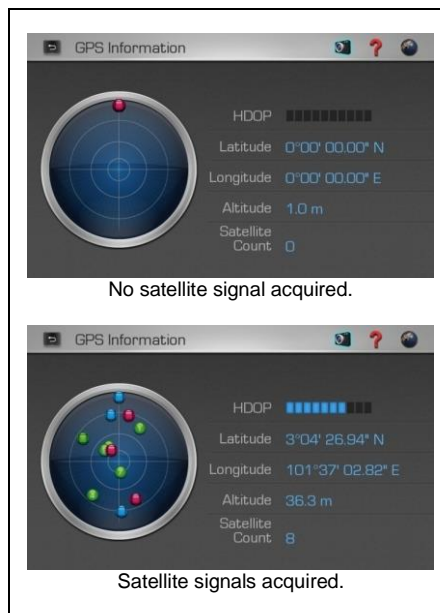 GPS Information
HDOP
Latitude 0°00' 00.00" N
Longitude 0°00' 00.00" E
Altitude 1.0 m
Satellite
Count 0
No satellite signal acquired.
GPS Information
HDOP
Latitude 3°04' 26.94" N
Longitude 101°37' 02.82" E
Altitude 36.3 m
Satellite
Count 8
Satellite signals acquired.